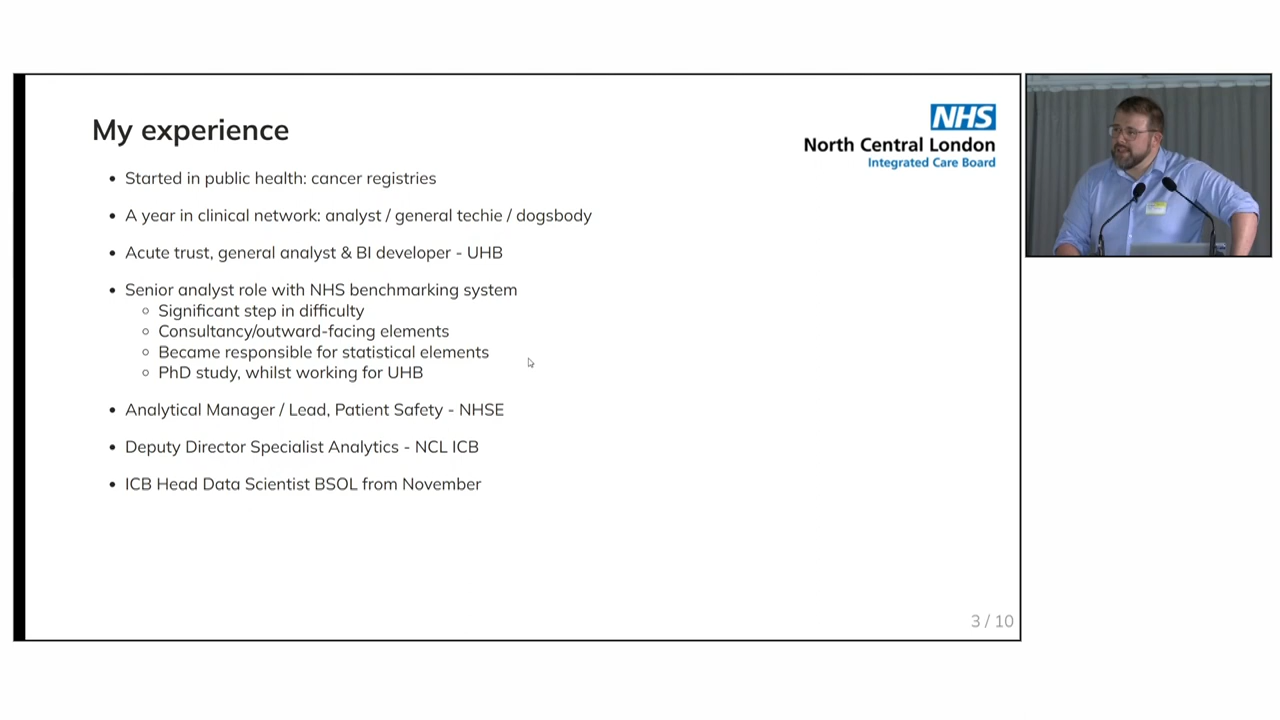 My experience
NHS
North Central London
Integrated Care Board
Started in public health: cancer registries
A year in clinical network: analyst / general techie / dogsbody
Acute trust, general analyst & BI developer - UHB
Senior analyst role with NHS benchmarking system
Significant step in difficulty
Consultancy/outward-facing elements
Became responsible for statistical elements
PhD study, whilst working for UHB
Analytical Manager / Lead, Patient Safety - NHSE
Deputy Director Specialist Analytics - NCL ICB
ICB Head Data Scientist BSOL from November
3 / 10